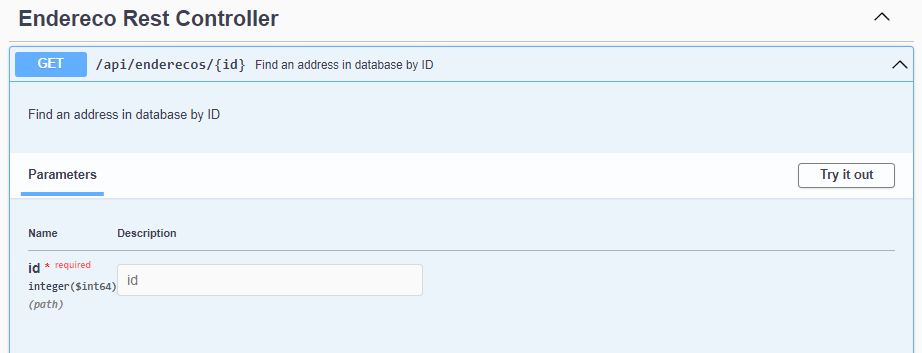 Endereco Rest Controller
GET /api/enderecos/{id} Find an address in database by ID
Find an address in database by ID
Parameters Try it out
Name Description
id * required
id
integer($int64)
(path)